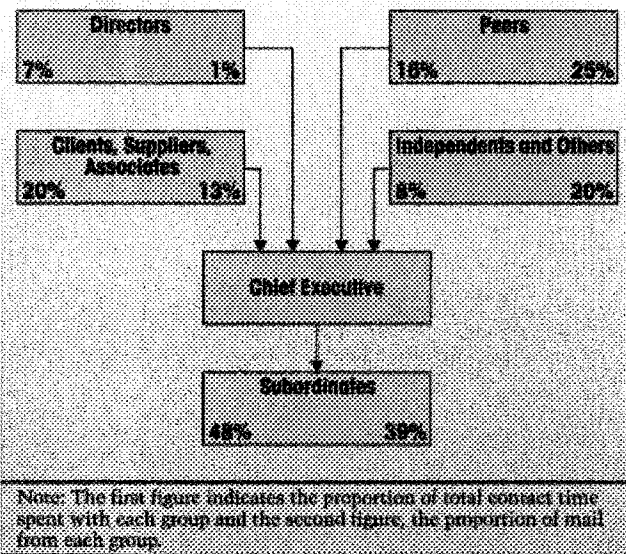 Directors
7% 1%
Peers
16% 25%
Clients, Suppliers,
Associates
20% 13%
Independents and Others
8% 20%
Chief Executive
Subordinates
48% 39%
Note: The first figure indicates the proportion of total contact time
spent with each group and the second figure, the proportion of mail
from each group.